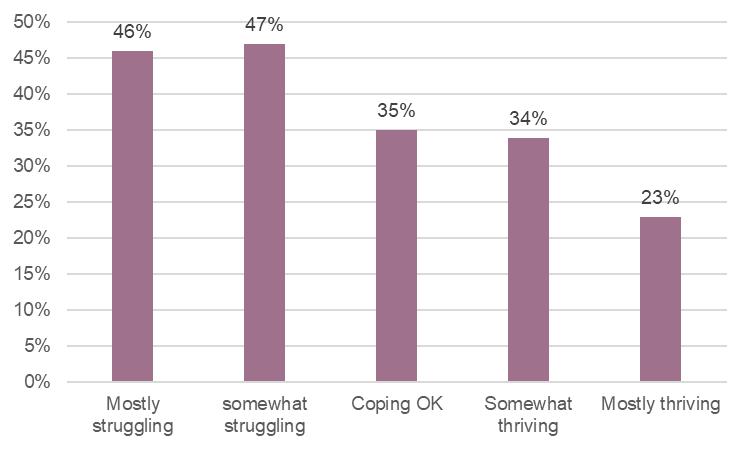 50%
45%
40%
35%
30%
25%
20%
15%
10%
5%
0%
46%
47%
35%
34%
23%
Mostly
struggling
somewhat
struggling
Coping OK
Somewhat
thriving
Mostly thriving